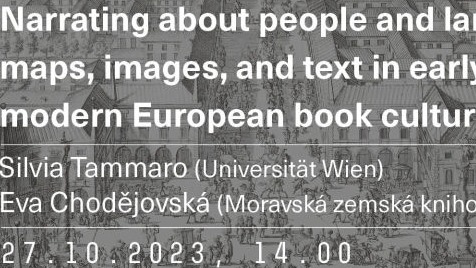 Narrating about people and la
maps, images, and text in early
modern European book cultur
Silvia Tammaro (Universität Wien)
Eva Chodějovská (Moravská zemská kniho
27.10.2023, 14.00